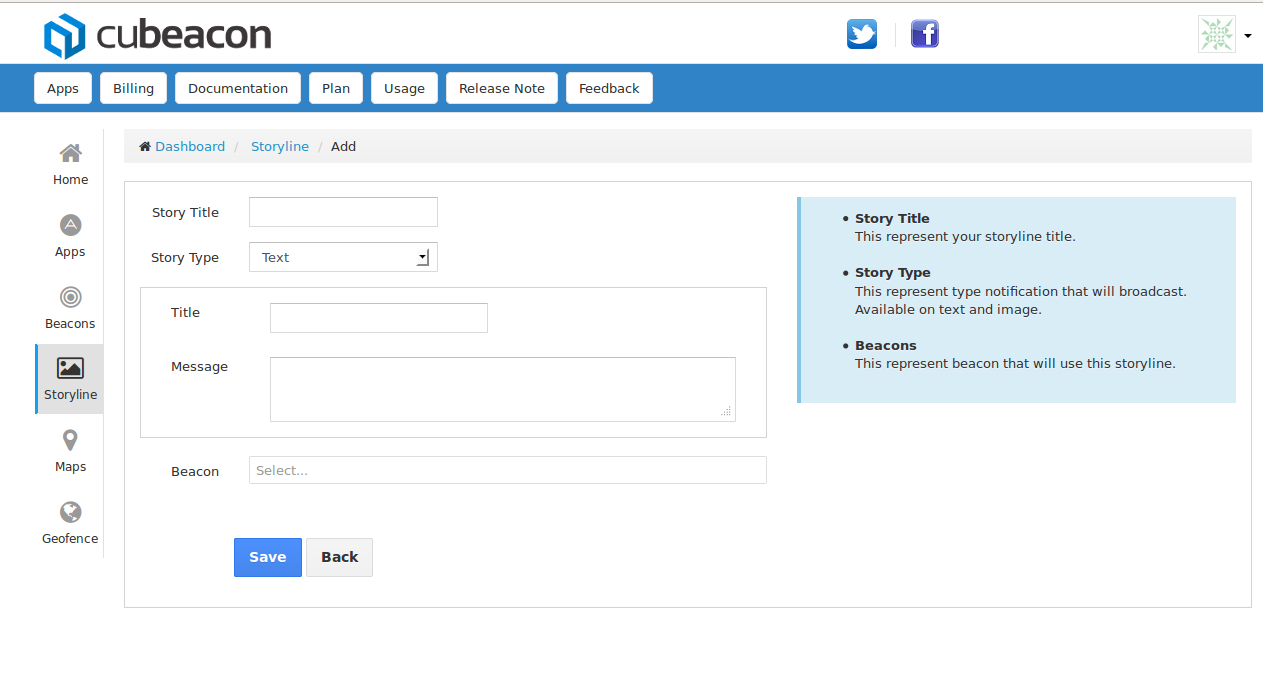 cubeacon
Apps Billing Documentation Plan Usage Release Note Feedback
Home
Apps
Beacons
Storyline
Maps
Geofence
Dashboard / Storyline / Add
Story Title
Story Type Text
Title
Message
Beacon Select...
Save Back
• Story Title
This represent your storyline title.
• Story Type
This represent type notification that will broadcast.
Available on text and image.
• Beacons
This represent beacon that will use this storyline.